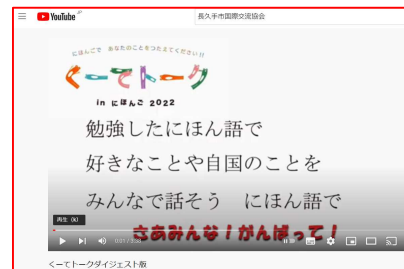 YouTube JP
長久手市国際交流協会
にほんごで あなたのことをつたえてください!!
くーてトーク
in にほんご 2022
勉強したにほん語で
好きなことや自国のことを
みんなで話そう にほん語で
再生 (k)
さあみんな!がんばって!
くーてトークダイジェスト版